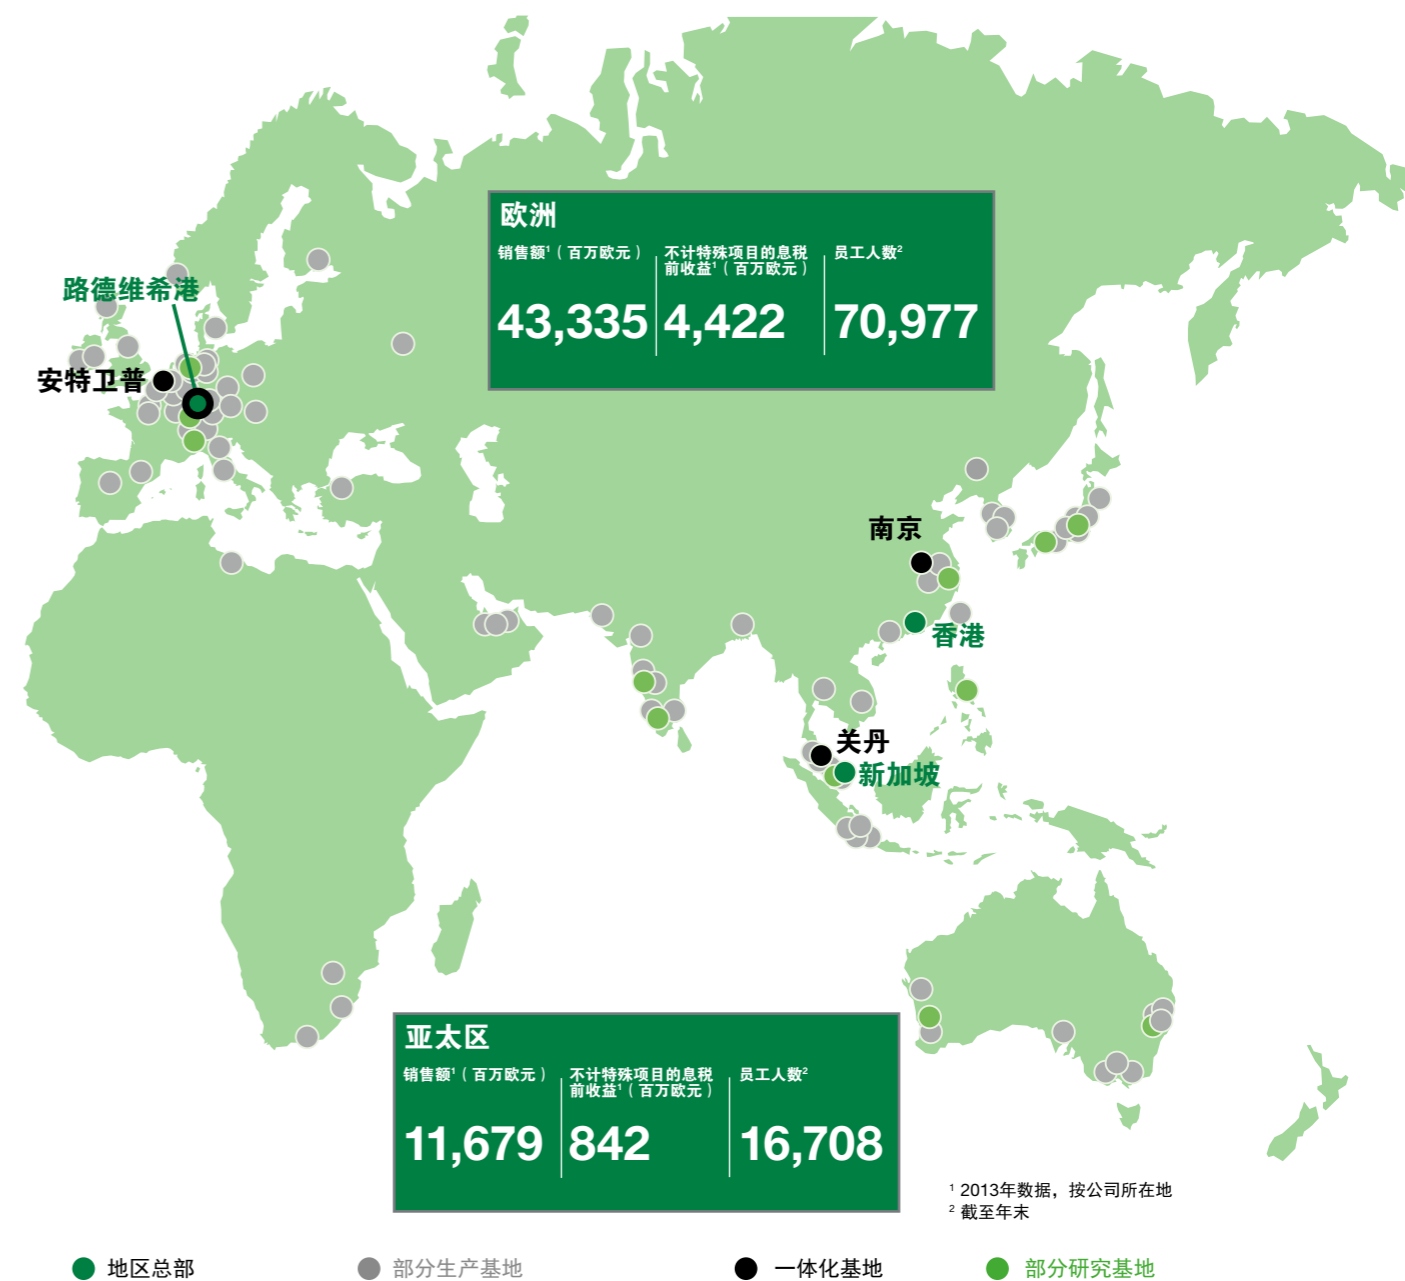 欧洲
销售额¹（百万欧元）
不计特殊项目的息税
前收益¹（百万欧元）
员工人数²
43,335
4,422
70,977
路德维希港
安特卫普
南京
香港
关丹
新加坡
亚太区
销售额¹（百万欧元）
不计特殊项目的息税
前收益¹（百万欧元）
员工人数²
11,679
842
16,708
¹ 2013年数据，按公司所在地
² 截至年末
地区总部
部分生产基地
一体化基地
部分研究基地